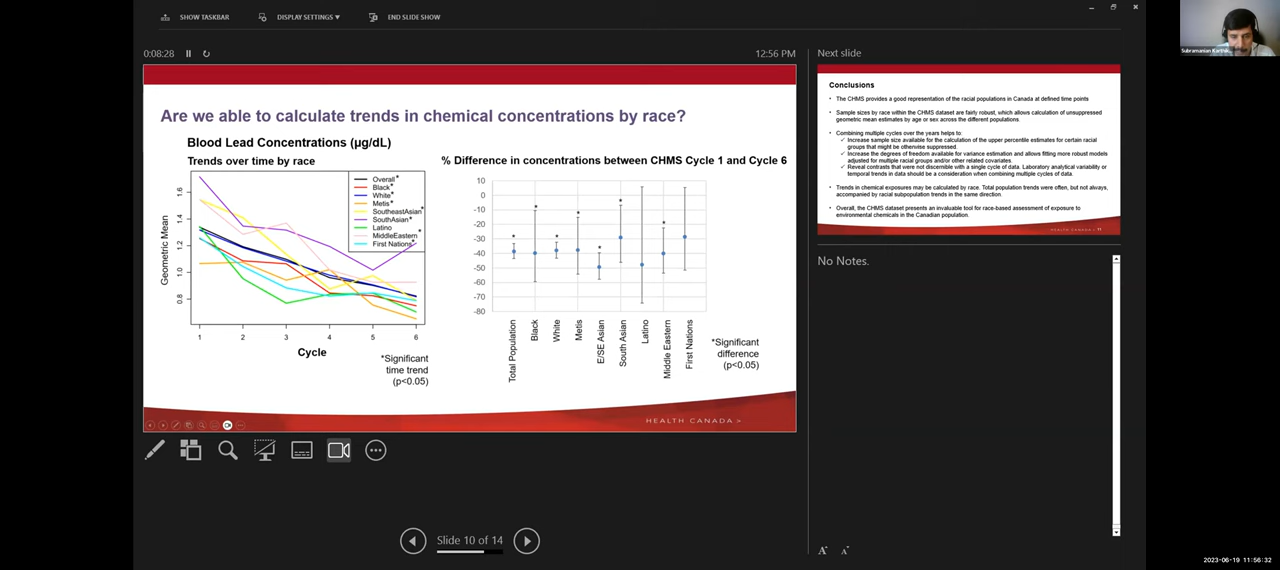 SHOW TASKBAR
DISPLAY SETTINGS ▼
END SLIDE SHOW
0:08:28
12:56 PM
Are we able to calculate trends in chemical concentrations by race?
Blood Lead Concentrations (µg/dL)
Trends over time by race
Geometric Mean
1.6
1.4
1.2
1.0
0.8
1 2 3 4 5 6
Cycle
Overall*
Black*
White*
Metis*
SoutheastAsian*
SouthAsian*
Latino
MiddleEastern*
First Nations*
*Significant
time trend
(p<0.05)
% Difference in concentrations between CHMS Cycle 1 and Cycle 6
10
0
-10
-20
-30
-40
-50
-60
-70
-80
* * * * * * *
Total Population
Black
White
Metis
E/SE Asian
South Asian
Latino
Middle Eastern
First Nations
*Significant
difference
(p<0.05)
HEALTH CANADA >
Slide 10 of 14
Next slide
Conclusions
• The CHMS provides a good representation of the racial populations in Canada at defined time points
• Sample sizes by race within the CHMS dataset are fairly robust, which allows calculation of unsuppressed
geometric mean estimates by age or sex across the different populations
• Combining multiple cycles over the years helps to
Increase sample size available for the calculation of the upper percentile estimates for certain racial
groups that might be otherwise suppressed.
Increase the degrees of freedom available for variance estimation and allows fitting more robust models
adjusted for multiple racial groups and/or other related covariates.
Reveal contrasts that were not discernible with a single cycle of data. Laboratory analytical variability or
temporal trends in data should be a consideration when combining multiple cycles of data.
• Trends in chemical exposures may be calculated by race. Total population trends were often, but not always,
accompanied by racial subpopulation trends in the same direction
• Overall, the CHMS dataset presents an invaluable tool for race-based assessment of exposure to
environmental chemicals in the Canadian population.
HEALTH CANADA >
No Notes.
A A
Subramanian
2023-06-19 11:56:32